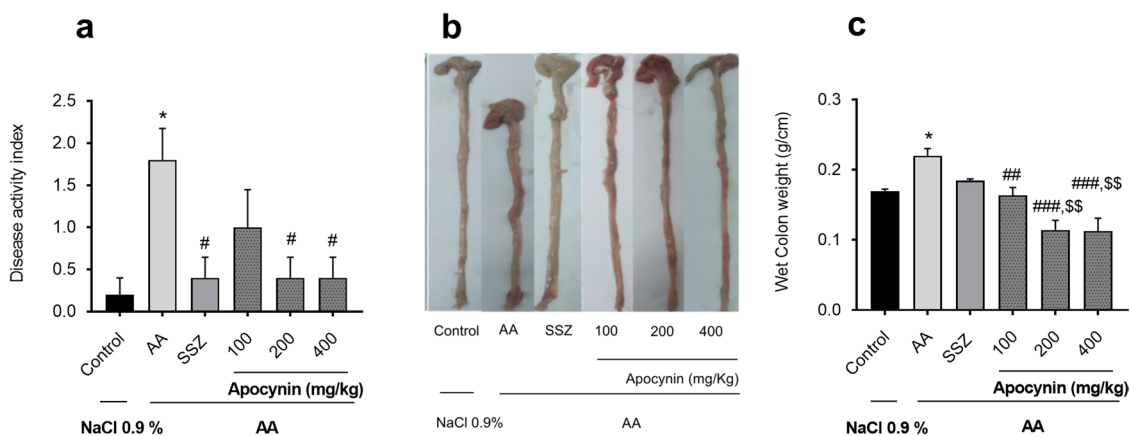 a
Disease activity index
2.5
2.0
1.5
1.0
0.5
0.0
*
#
#
#
Control
AA
SSZ
100
200
400
Apocynin (mg/kg)
NaCl 0.9 %
AA
b
Control
AA
SSZ
100
200
400
Apocynin (mg/Kg)
NaCl 0.9%
AA
c
Wet Colon weight (g/cm)
0.3
0.2
0.1
0.0
*
##
###,$$
###,$$
Control
AA
SSZ
100
200
400
Apocynin (mg/kg)
NaCl 0.9 %
AA